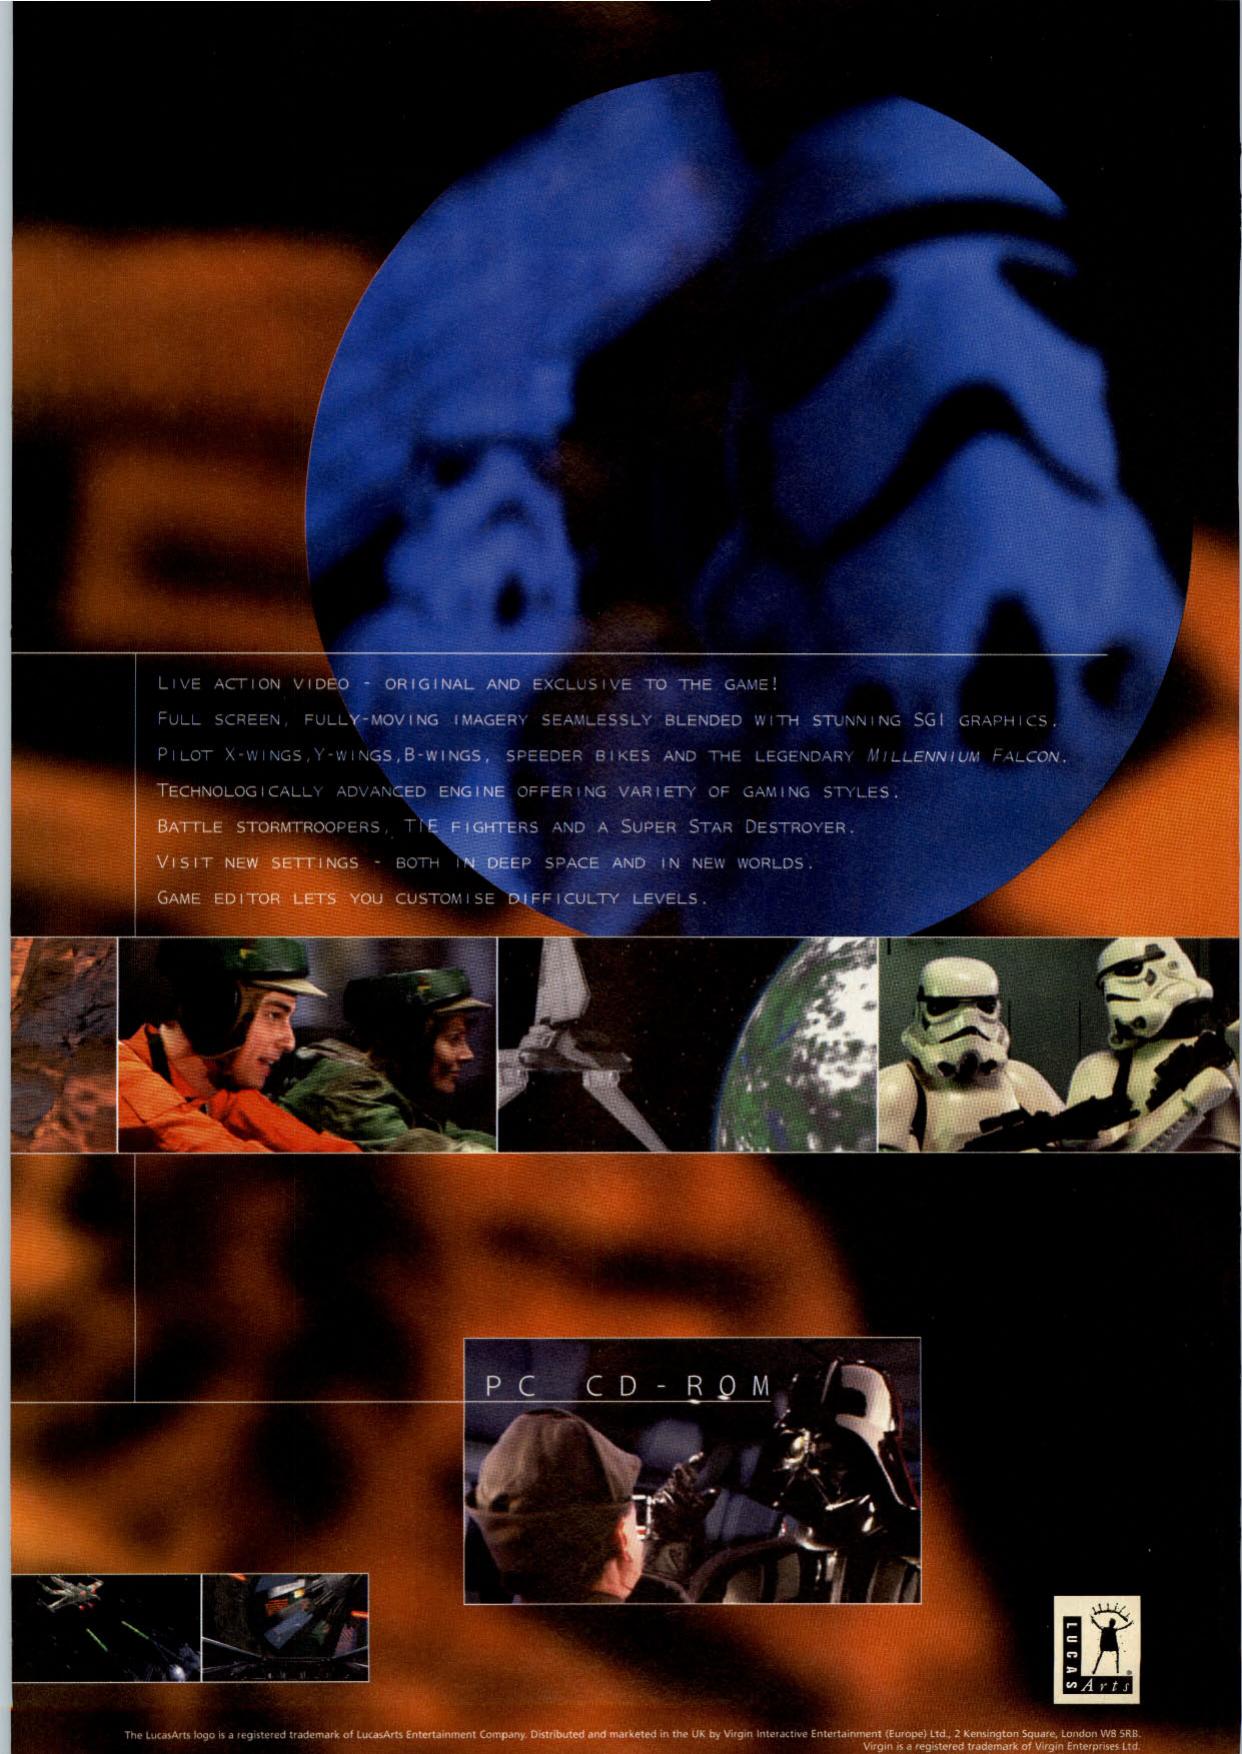 LIVE ACTION VIDEO - ORIGINAL AND EXCLUSIVE TO THE GAME!
FULL SCREEN, FULLY-MOVING IMAGERY SEAMLESSLY BLENDED WITH STUNNING SGI GRAPHICS.
PILOT X-WINGS,Y-WINGS,B-WINGS, SPEEDER BIKES AND THE LEGENDARY MILLENNIUM FALCON.
TECHNOLOGICALLY ADVANCED ENGINE OFFERING VARIETY OF GAMING STYLES.
BATTLE STORMTROOPERS, TIE FIGHTERS AND A SUPER STAR DESTROYER.
VISIT NEW SETTINGS - BOTH IN DEEP SPACE AND IN NEW WORLDS.
GAME EDITOR LETS YOU CUSTOMISE DIFFICULTY LEVELS.
PC CD-ROM
LUCAS
Arts
®
The LucasArts logo is a registered trademark of LucasArts Entertainment Company. Distributed and marketed in the UK by Virgin Interactive Entertainment (Europe) Ltd., 2 Kensington Square, London W8 5RB.
Virgin is a registered trademark of Virgin Enterprises Ltd.